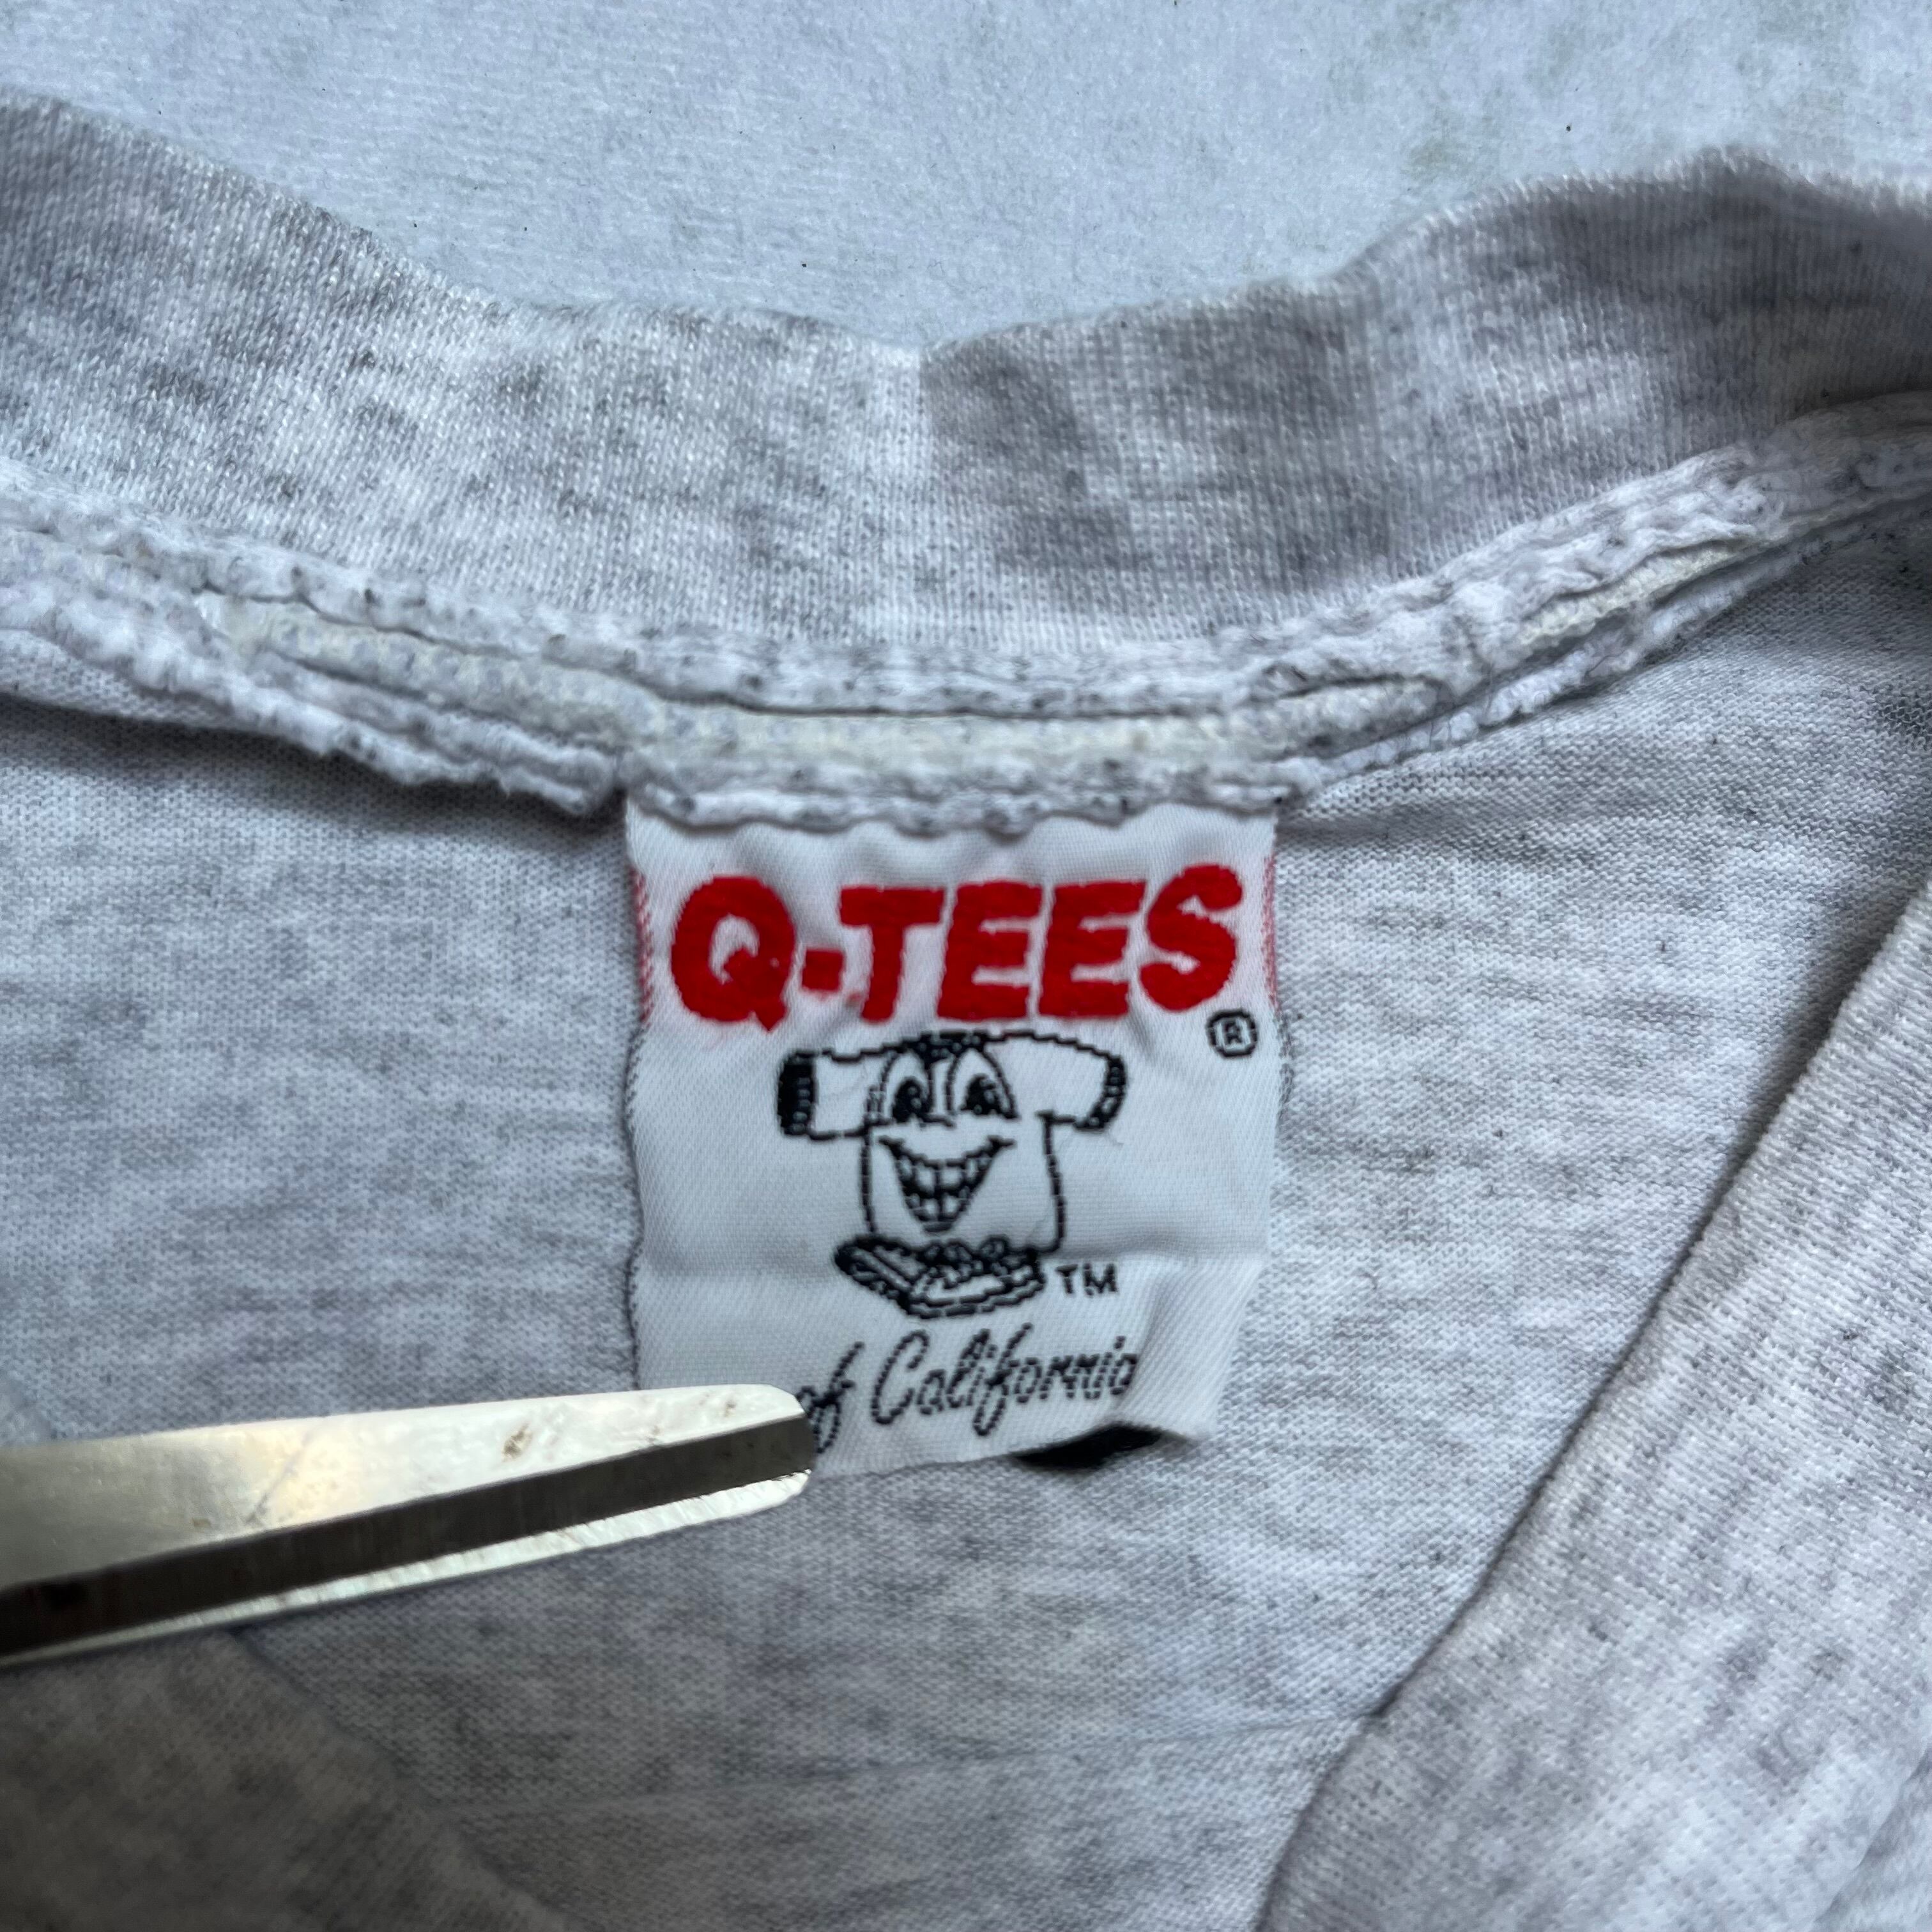 Q-TEES
®
TM
of California